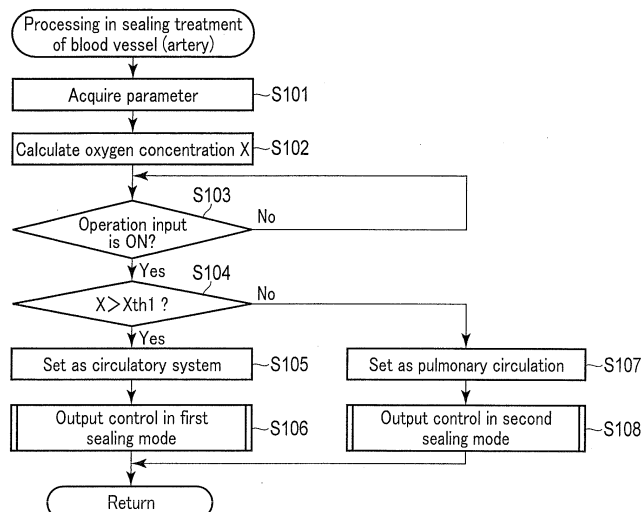 Processing in sealing treatment
of blood vessel (artery)
Acquire parameter
S101
Calculate oxygen concentration X
S102
S103
Operation input
is ON?
No
Yes
S104
X>Xth1 ?
No
Yes
Set as circulatory system
S105
Set as pulmonary circulation
S107
Output control in first
sealing mode
S106
Output control in second
sealing mode
S108
Return